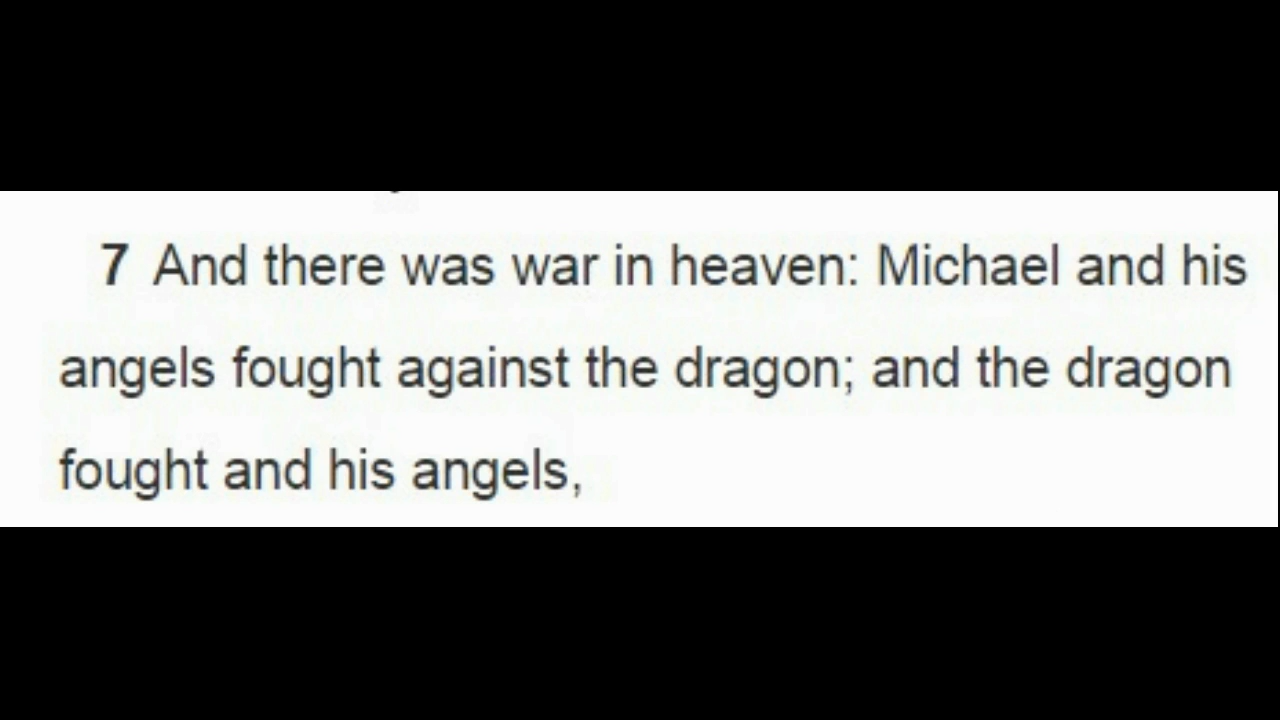 7 And there was war in heaven: Michael and his
angels fought against the dragon; and the dragon
fought and his angels,